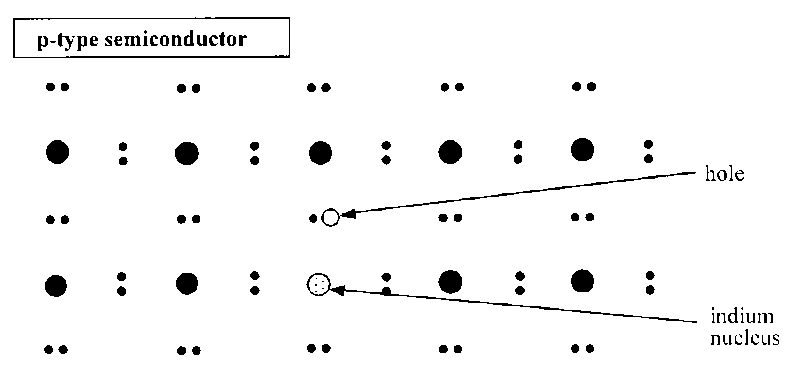 p-type semiconductor
hole
indium
nucleus